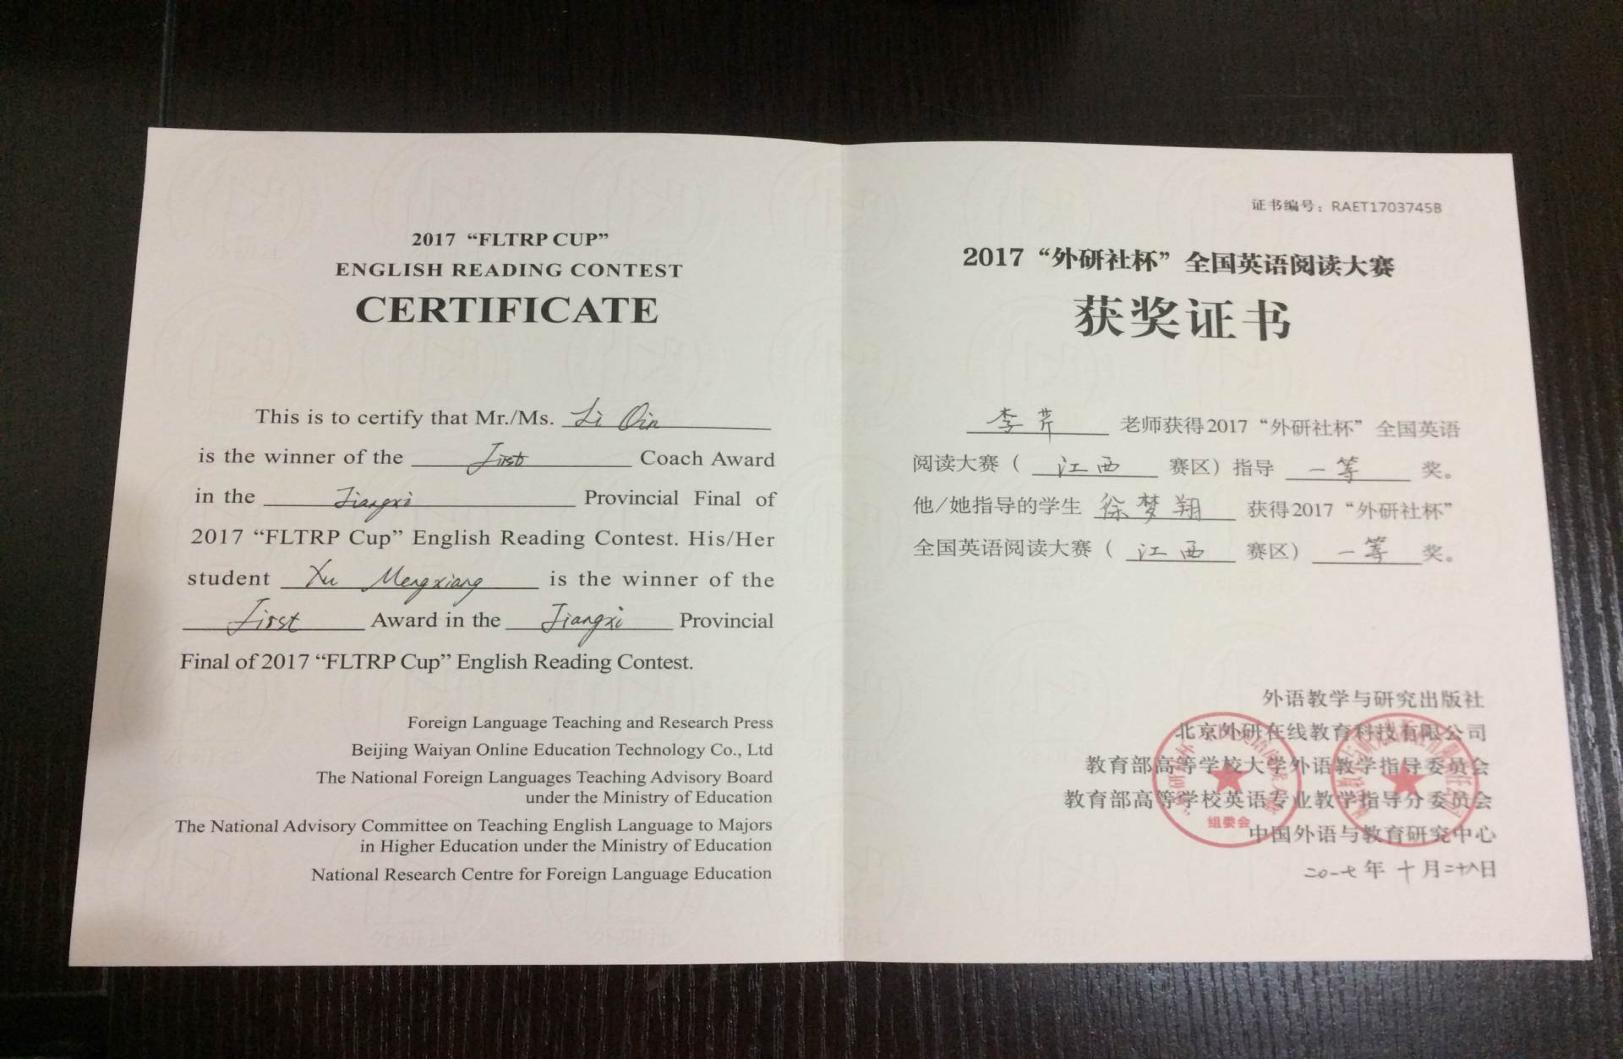 2017 “FLTRP CUP”
ENGLISH READING CONTEST
CERTIFICATE
This is to certify that Mr./Ms. Li Qin
is the winner of the First Coach Award
in the Jiangxi Provincial Final of
2017 “FLTRP Cup” English Reading Contest. His/Her
student Xu Mengxiang is the winner of the
First Award in the Jiangxi Provincial
Final of 2017 “FLTRP Cup” English Reading Contest.
Foreign Language Teaching and Research Press
Beijing Waiyan Online Education Technology Co., Ltd
The National Foreign Languages Teaching Advisory Board
under the Ministry of Education
The National Advisory Committee on Teaching English Language to Majors
in Higher Education under the Ministry of Education
National Research Centre for Foreign Language Education
证书编号：RAET1703745B
2017“外研社杯”全国英语阅读大赛
获奖证书
李芹 老师获得2017“外研社杯”全国英语
阅读大赛（江西 赛区）指导 一等 奖。
他/她指导的学生 徐梦翔 获得2017“外研社杯”
全国英语阅读大赛（江西 赛区）一等 奖。
外语教学与研究出版社
北京外研在线教育科技有限公司
教育部高等学校大学外语教学指导委员会
教育部高等学校英语专业教学指导分委员会
组委会
中国外语与教育研究中心
二〇一七年十月二十八日